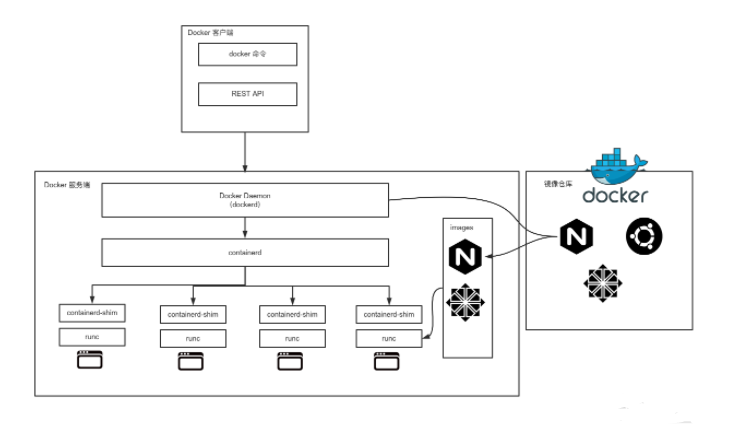 Docker 客户端
docker 命令
REST API
Docker 服务端
Docker Daemon
(dockerd)
containerd
images
containerd-shim
containerd-shim
containerd-shim
containerd-shim
runc
runc
runc
runc
镜像仓库
docker
N
N